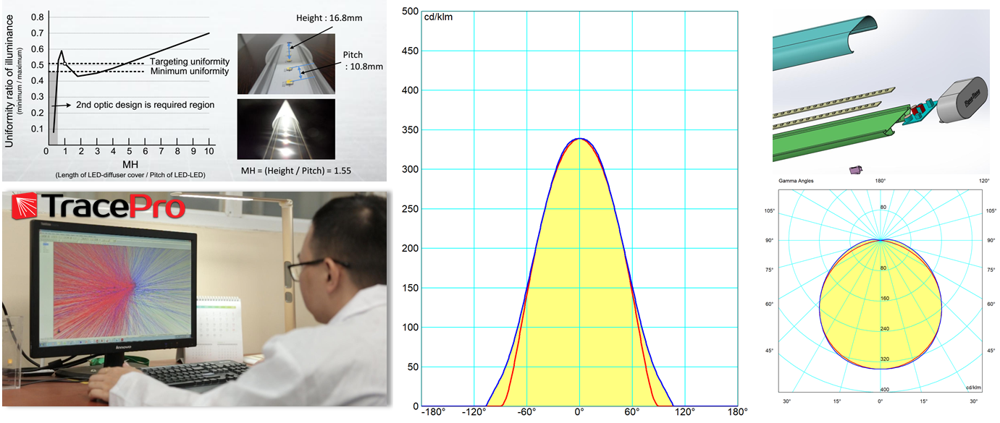 Uniformity ratio of illuminance
(minimum / maximum)
0.8
0.7
0.6
0.5
0.4
0.3
0.2
0.1
Targeting uniformity
Minimum uniformity
2nd optic design is required region
0 1 2 3 4 5 6 7 8 9 10
MH
(Length of LED-diffuser cover / Pitch of LED-LED)
Height : 16.8mm
Pitch
: 10.8mm
MH = (Height / Pitch) = 1.55
TracePro
lenovo
cd/klm
500
450
400
350
300
250
200
150
100
50
0
-180° -120° -60° 0° 60° 120° 180°
Gamma Angles 180° 120°
80
105° 105°
90° 90°
80
75° 75°
160
60° 60°
240
45° 45°
320
cd/klm
400
30° 15° 0° 15° 30°